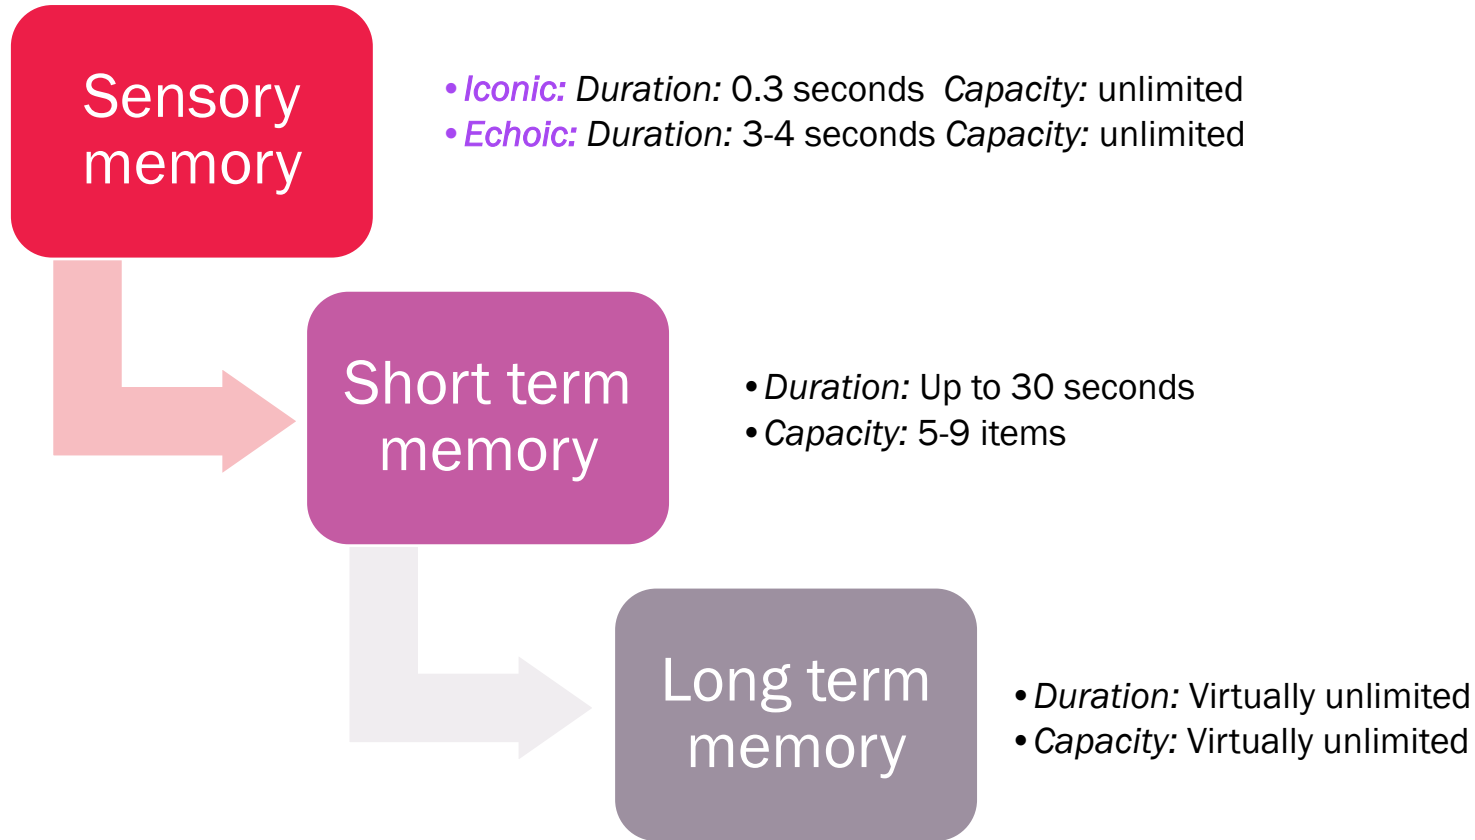 Sensory
memory
• Iconic: Duration: 0.3 seconds  Capacity: unlimited
• Echoic: Duration: 3-4 seconds Capacity: unlimited
Short term
memory
• Duration: Up to 30 seconds
• Capacity: 5-9 items
Long term
memory
• Duration: Virtually unlimited
• Capacity: Virtually unlimited